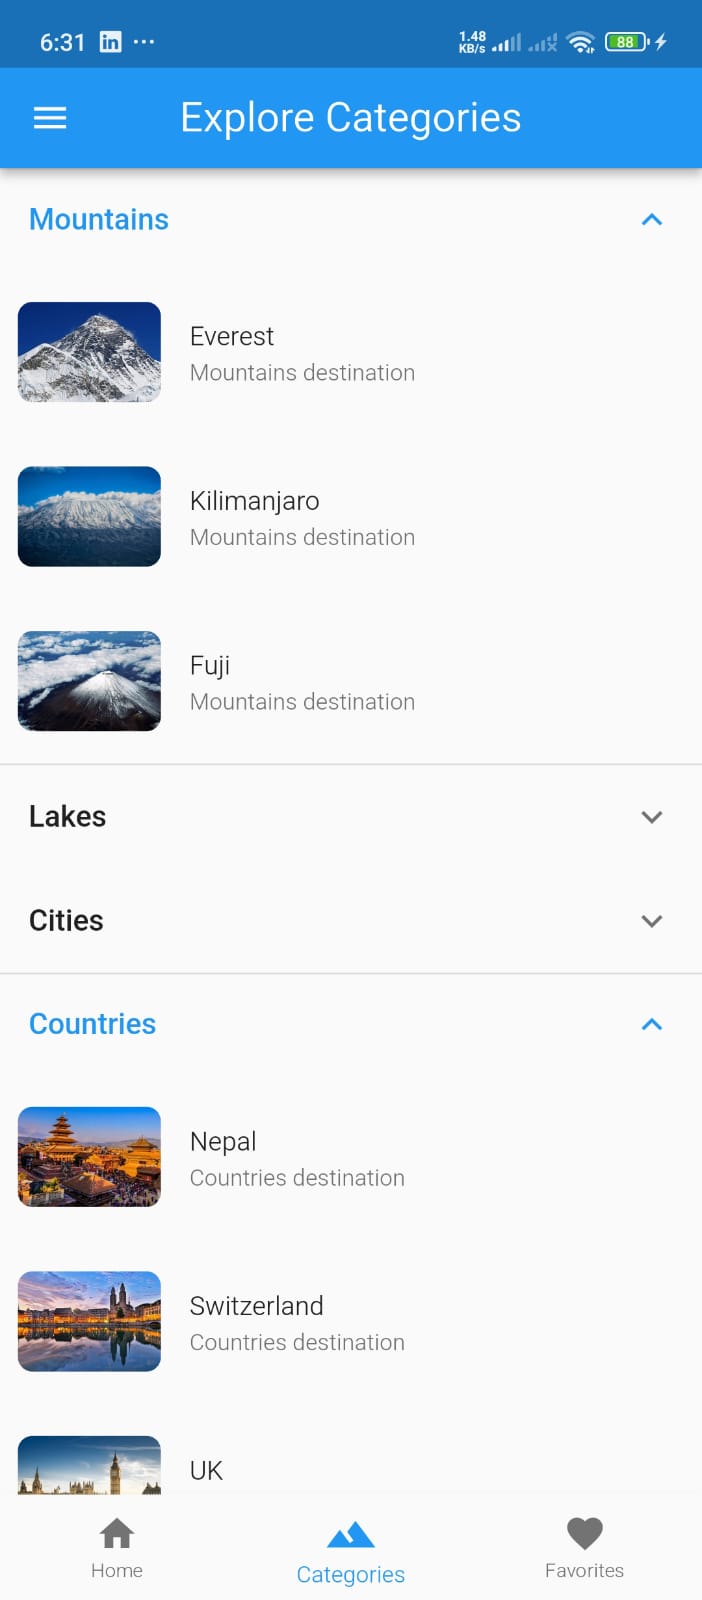 6:31 in ... 1.48 KB/s 88
Explore Categories
Mountains
Everest
Mountains destination
Kilimanjaro
Mountains destination
Fuji
Mountains destination
Lakes
Cities
Countries
Nepal
Countries destination
Switzerland
Countries destination
UK
Home Categories Favorites